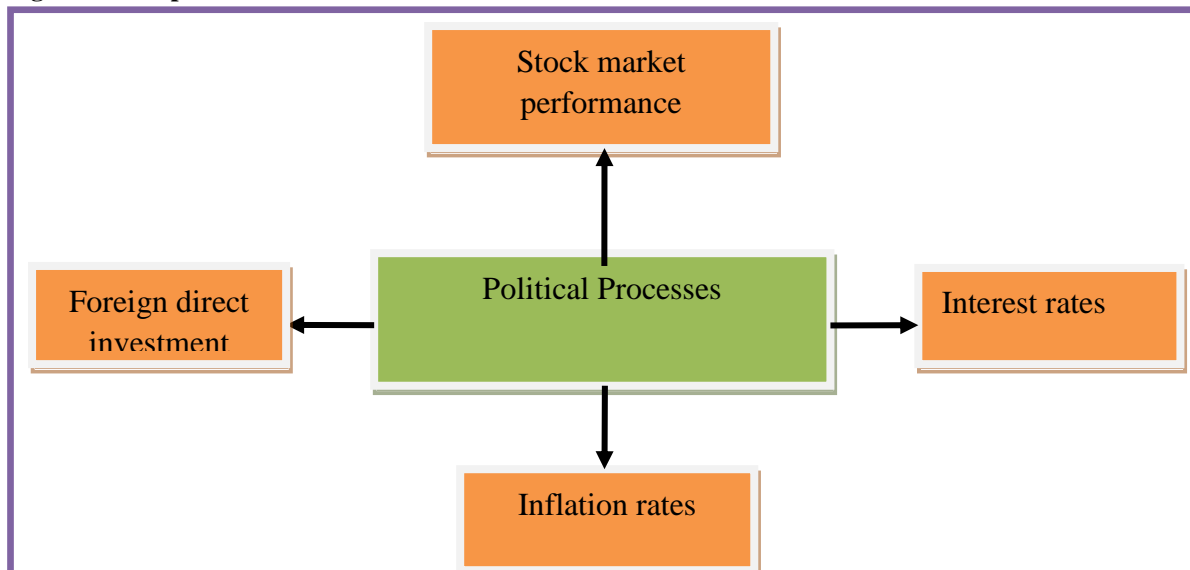 Stock market
performance
Political Processes
Foreign direct
investment
Interest rates
Inflation rates